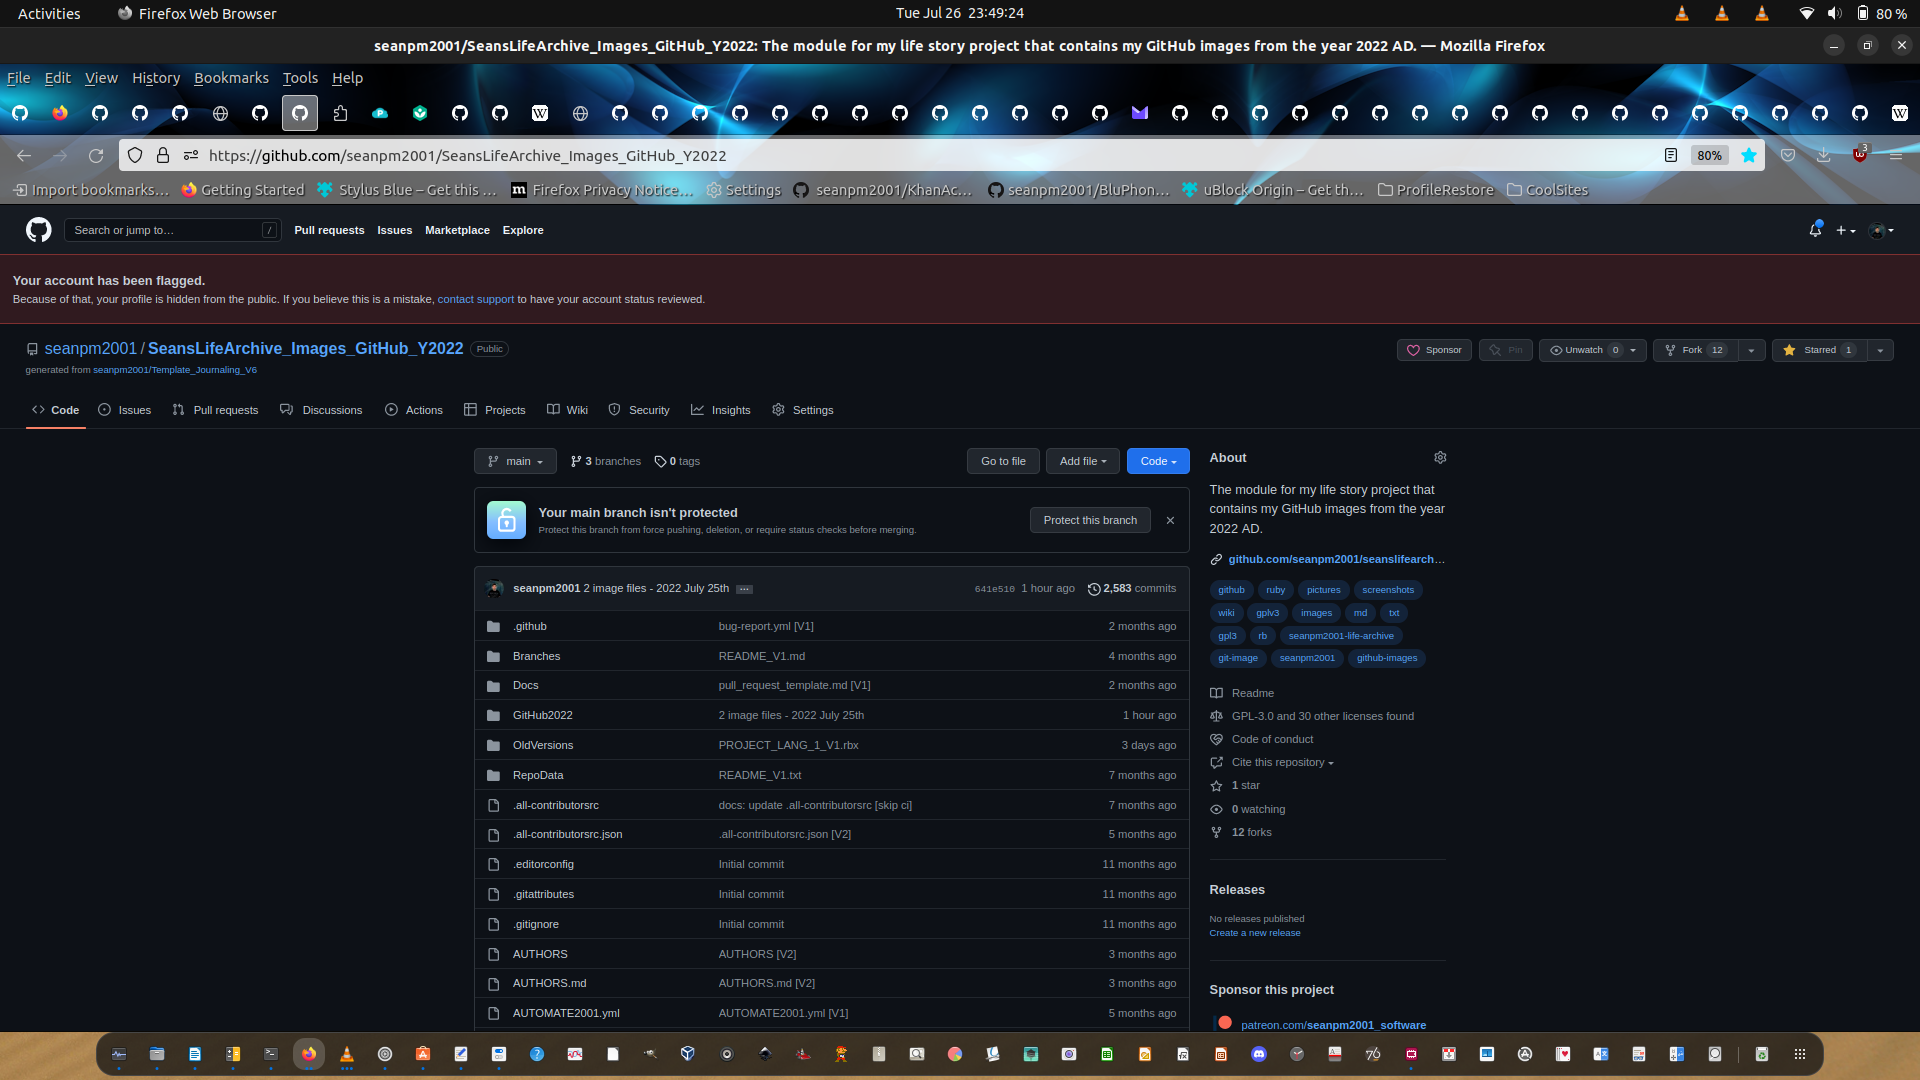 Activities
Firefox Web Browser
Tue Jul 26  23:49:24
80 %
seanpm2001/SeansLifeArchive_Images_GitHub_Y2022: The module for my life story project that contains my GitHub images from the year 2022 AD. — Mozilla Firefox
File Edit View History Bookmarks Tools Help
https://github.com/seanpm2001/SeansLifeArchive_Images_GitHub_Y2022
80%
3
Import bookmarks… Getting Started Stylus Blue – Get this … Firefox Privacy Notice… Settings seanpm2001/KhanAc… seanpm2001/BluPhon… uBlock Origin – Get th… ProfileRestore CoolSites
Search or jump to… /
Pull requests Issues Marketplace Explore
Your account has been flagged.
Because of that, your profile is hidden from the public. If you believe this is a mistake, contact support to have your account status reviewed.
seanpm2001 / SeansLifeArchive_Images_GitHub_Y2022 Public
Sponsor Pin Unwatch 0 Fork 12 Starred 1
generated from seanpm2001/Template_Journaling_V6
Code Issues Pull requests Discussions Actions Projects Wiki Security Insights Settings
main 3 branches 0 tags
Go to file Add file Code
Your main branch isn't protected
Protect this branch from force pushing, deletion, or require status checks before merging.
Protect this branch
seanpm2001 2 image files - 2022 July 25th … 641e510 1 hour ago 2,583 commits
.github bug-report.yml [V1] 2 months ago
Branches README_V1.md 4 months ago
Docs pull_request_template.md [V1] 2 months ago
GitHub2022 2 image files - 2022 July 25th 1 hour ago
OldVersions PROJECT_LANG_1_V1.rbx 3 days ago
RepoData README_V1.txt 7 months ago
.all-contributorsrc docs: update .all-contributorsrc [skip ci] 7 months ago
.all-contributorsrc.json .all-contributorsrc.json [V2] 5 months ago
.editorconfig Initial commit 11 months ago
.gitattributes Initial commit 11 months ago
.gitignore Initial commit 11 months ago
AUTHORS AUTHORS [V2] 3 months ago
AUTHORS.md AUTHORS.md [V2] 3 months ago
AUTOMATE2001.yml AUTOMATE2001.yml [V1] 5 months ago
About
The module for my life story project that
contains my GitHub images from the year
2022 AD.
github.com/seanpm2001/seanslifearch…
github ruby pictures screenshots
wiki gplv3 images md txt
gpl3 rb seanpm2001-life-archive
git-image seanpm2001 github-images
Readme
GPL-3.0 and 30 other licenses found
Code of conduct
Cite this repository
1 star
0 watching
12 forks
Releases
No releases published
Create a new release
Sponsor this project
patreon.com/seanpm2001_software